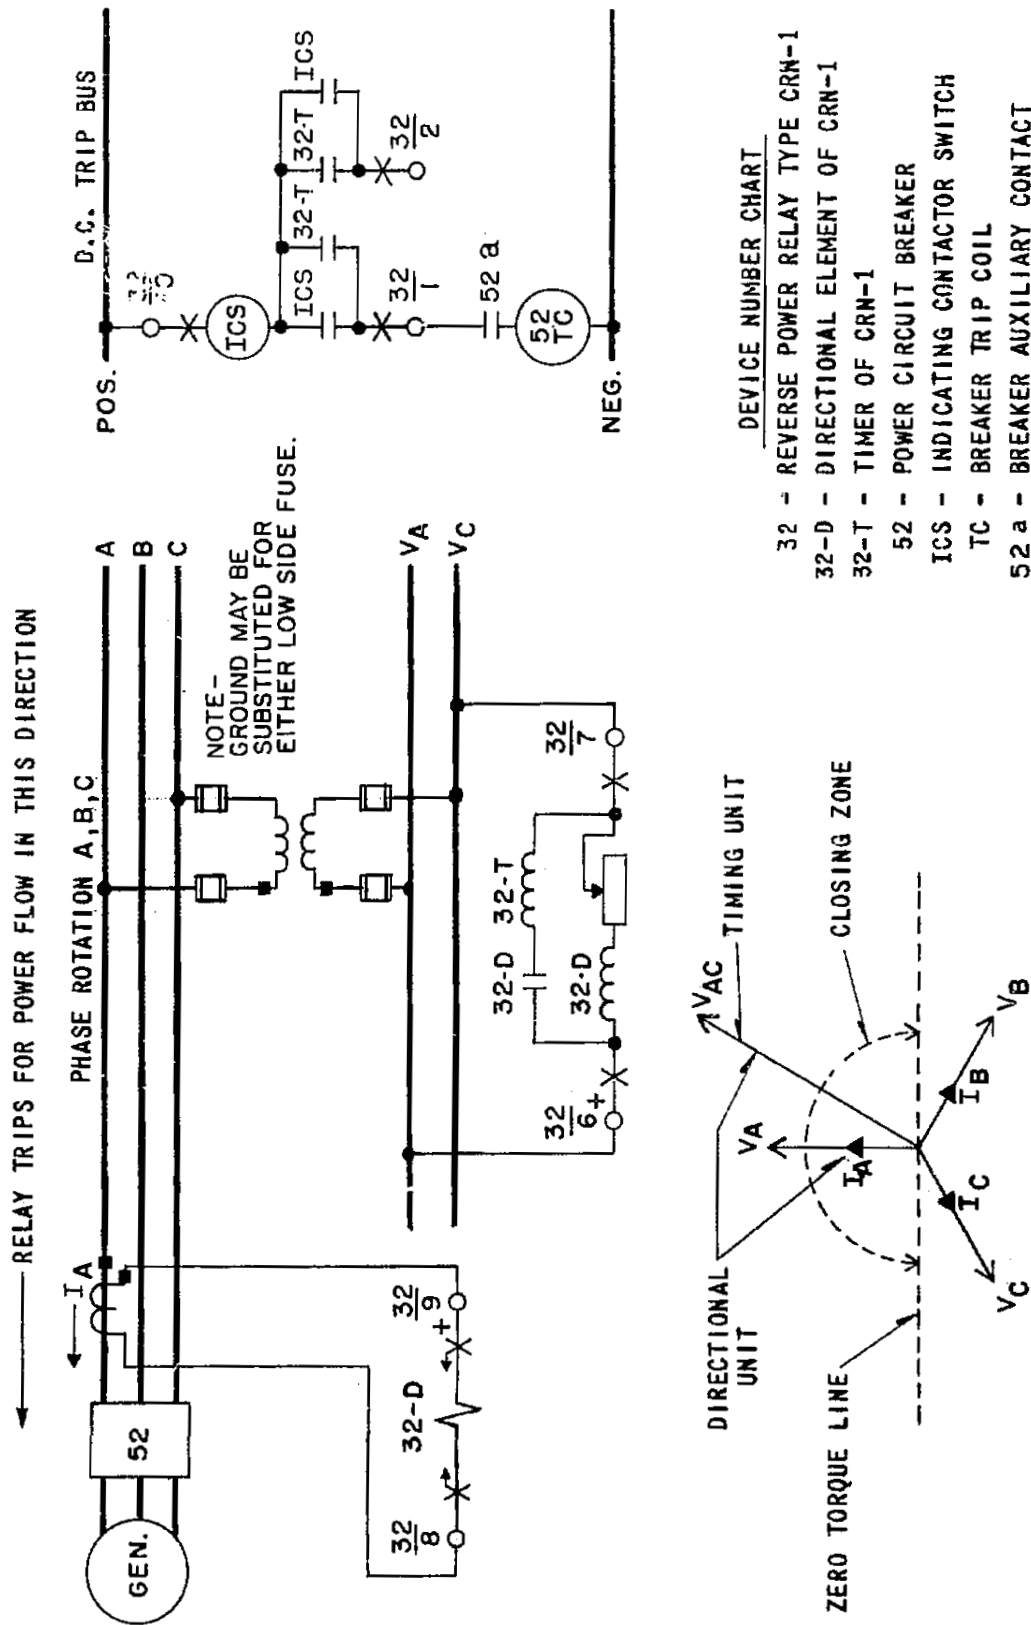 RELAY TRIPS FOR POWER FLOW IN THIS DIRECTION
PHASE ROTATION A,B,C
GEN.
52
I A
A
B
C
NOTE-
GROUND MAY BE
SUBSTITUTED FOR
EITHER LOW SIDE FUSE.
VA
VC
32
8
32-D
32
9
+
32
6
+
32-D
32-T
32-D
32
7
D.C. TRIP BUS
POS.
ICS
ICS
32-T
32-T
ICS
32
1
32
2
52 a
52
TC
NEG.
DIRECTIONAL
UNIT
ZERO TORQUE LINE
VAC
TIMING UNIT
CLOSING ZONE
VA
IA
VB
IB
VC
IC
DEVICE NUMBER CHART
32 - REVERSE POWER RELAY TYPE CRN-1
32-D - DIRECTIONAL ELEMENT OF CRN-1
32-T - TIMER OF CRN-1
52 - POWER CIRCUIT BREAKER
ICS - INDICATING CONTACTOR SWITCH
TC - BREAKER TRIP COIL
52 a - BREAKER AUXILIARY CONTACT